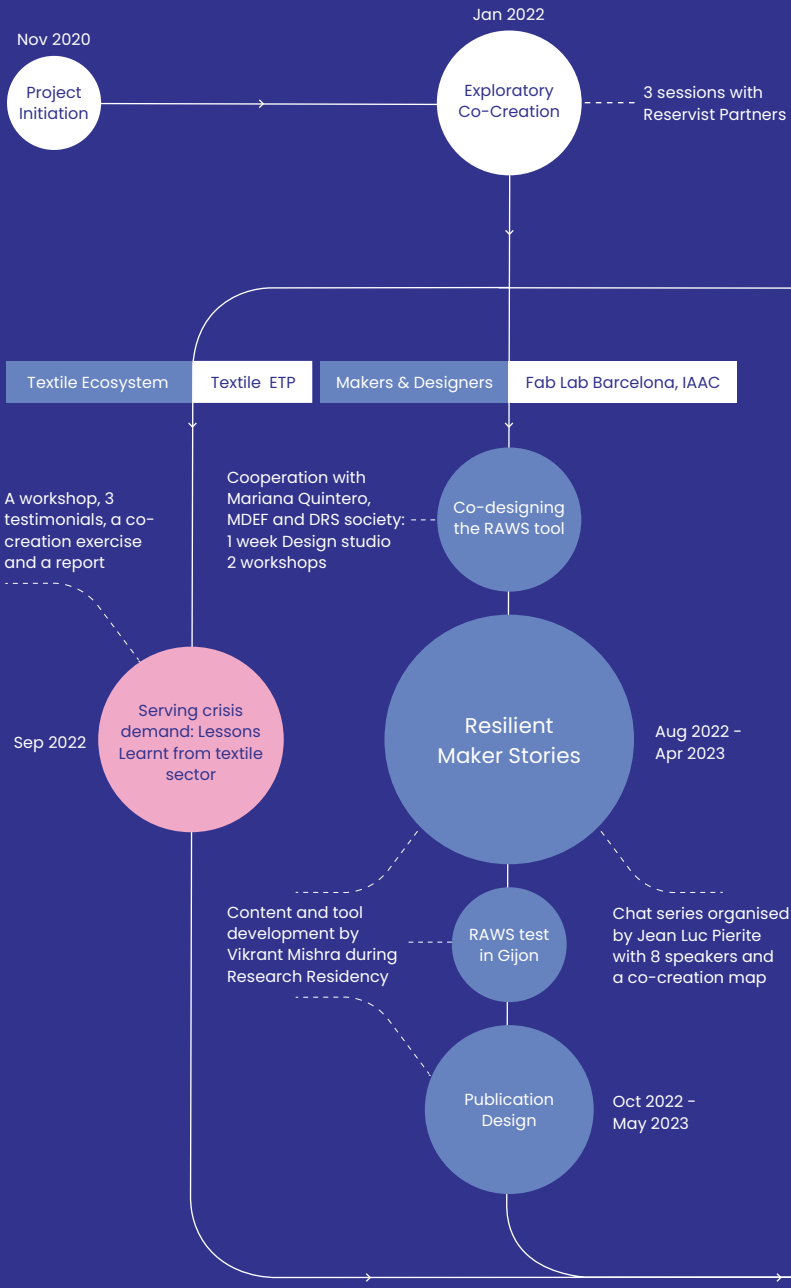 Jan 2022
Nov 2020
Project
Initiation
Exploratory
Co-Creation
3 sessions with
Reservist Partners
Textile Ecosystem
Textile ETP
Makers & Designers
Fab Lab Barcelona, IAAC
A workshop, 3
testimonials, a co-
creation exercise
and a report
Cooperation with
Mariana Quintero,
MDEF and DRS society:
1 week Design studio
2 workshops
Co-designing
the RAWS tool
Sep 2022
Serving crisis
demand: Lessons
Learnt from textile
sector
Resilient
Maker Stories
Aug 2022 -
Apr 2023
Content and tool
development by
Vikrant Mishra during
Research Residency
RAWS test
in Gijon
Chat series organised
by Jean Luc Pierite
with 8 speakers and
a co-creation map
Publication
Design
Oct 2022 -
May 2023